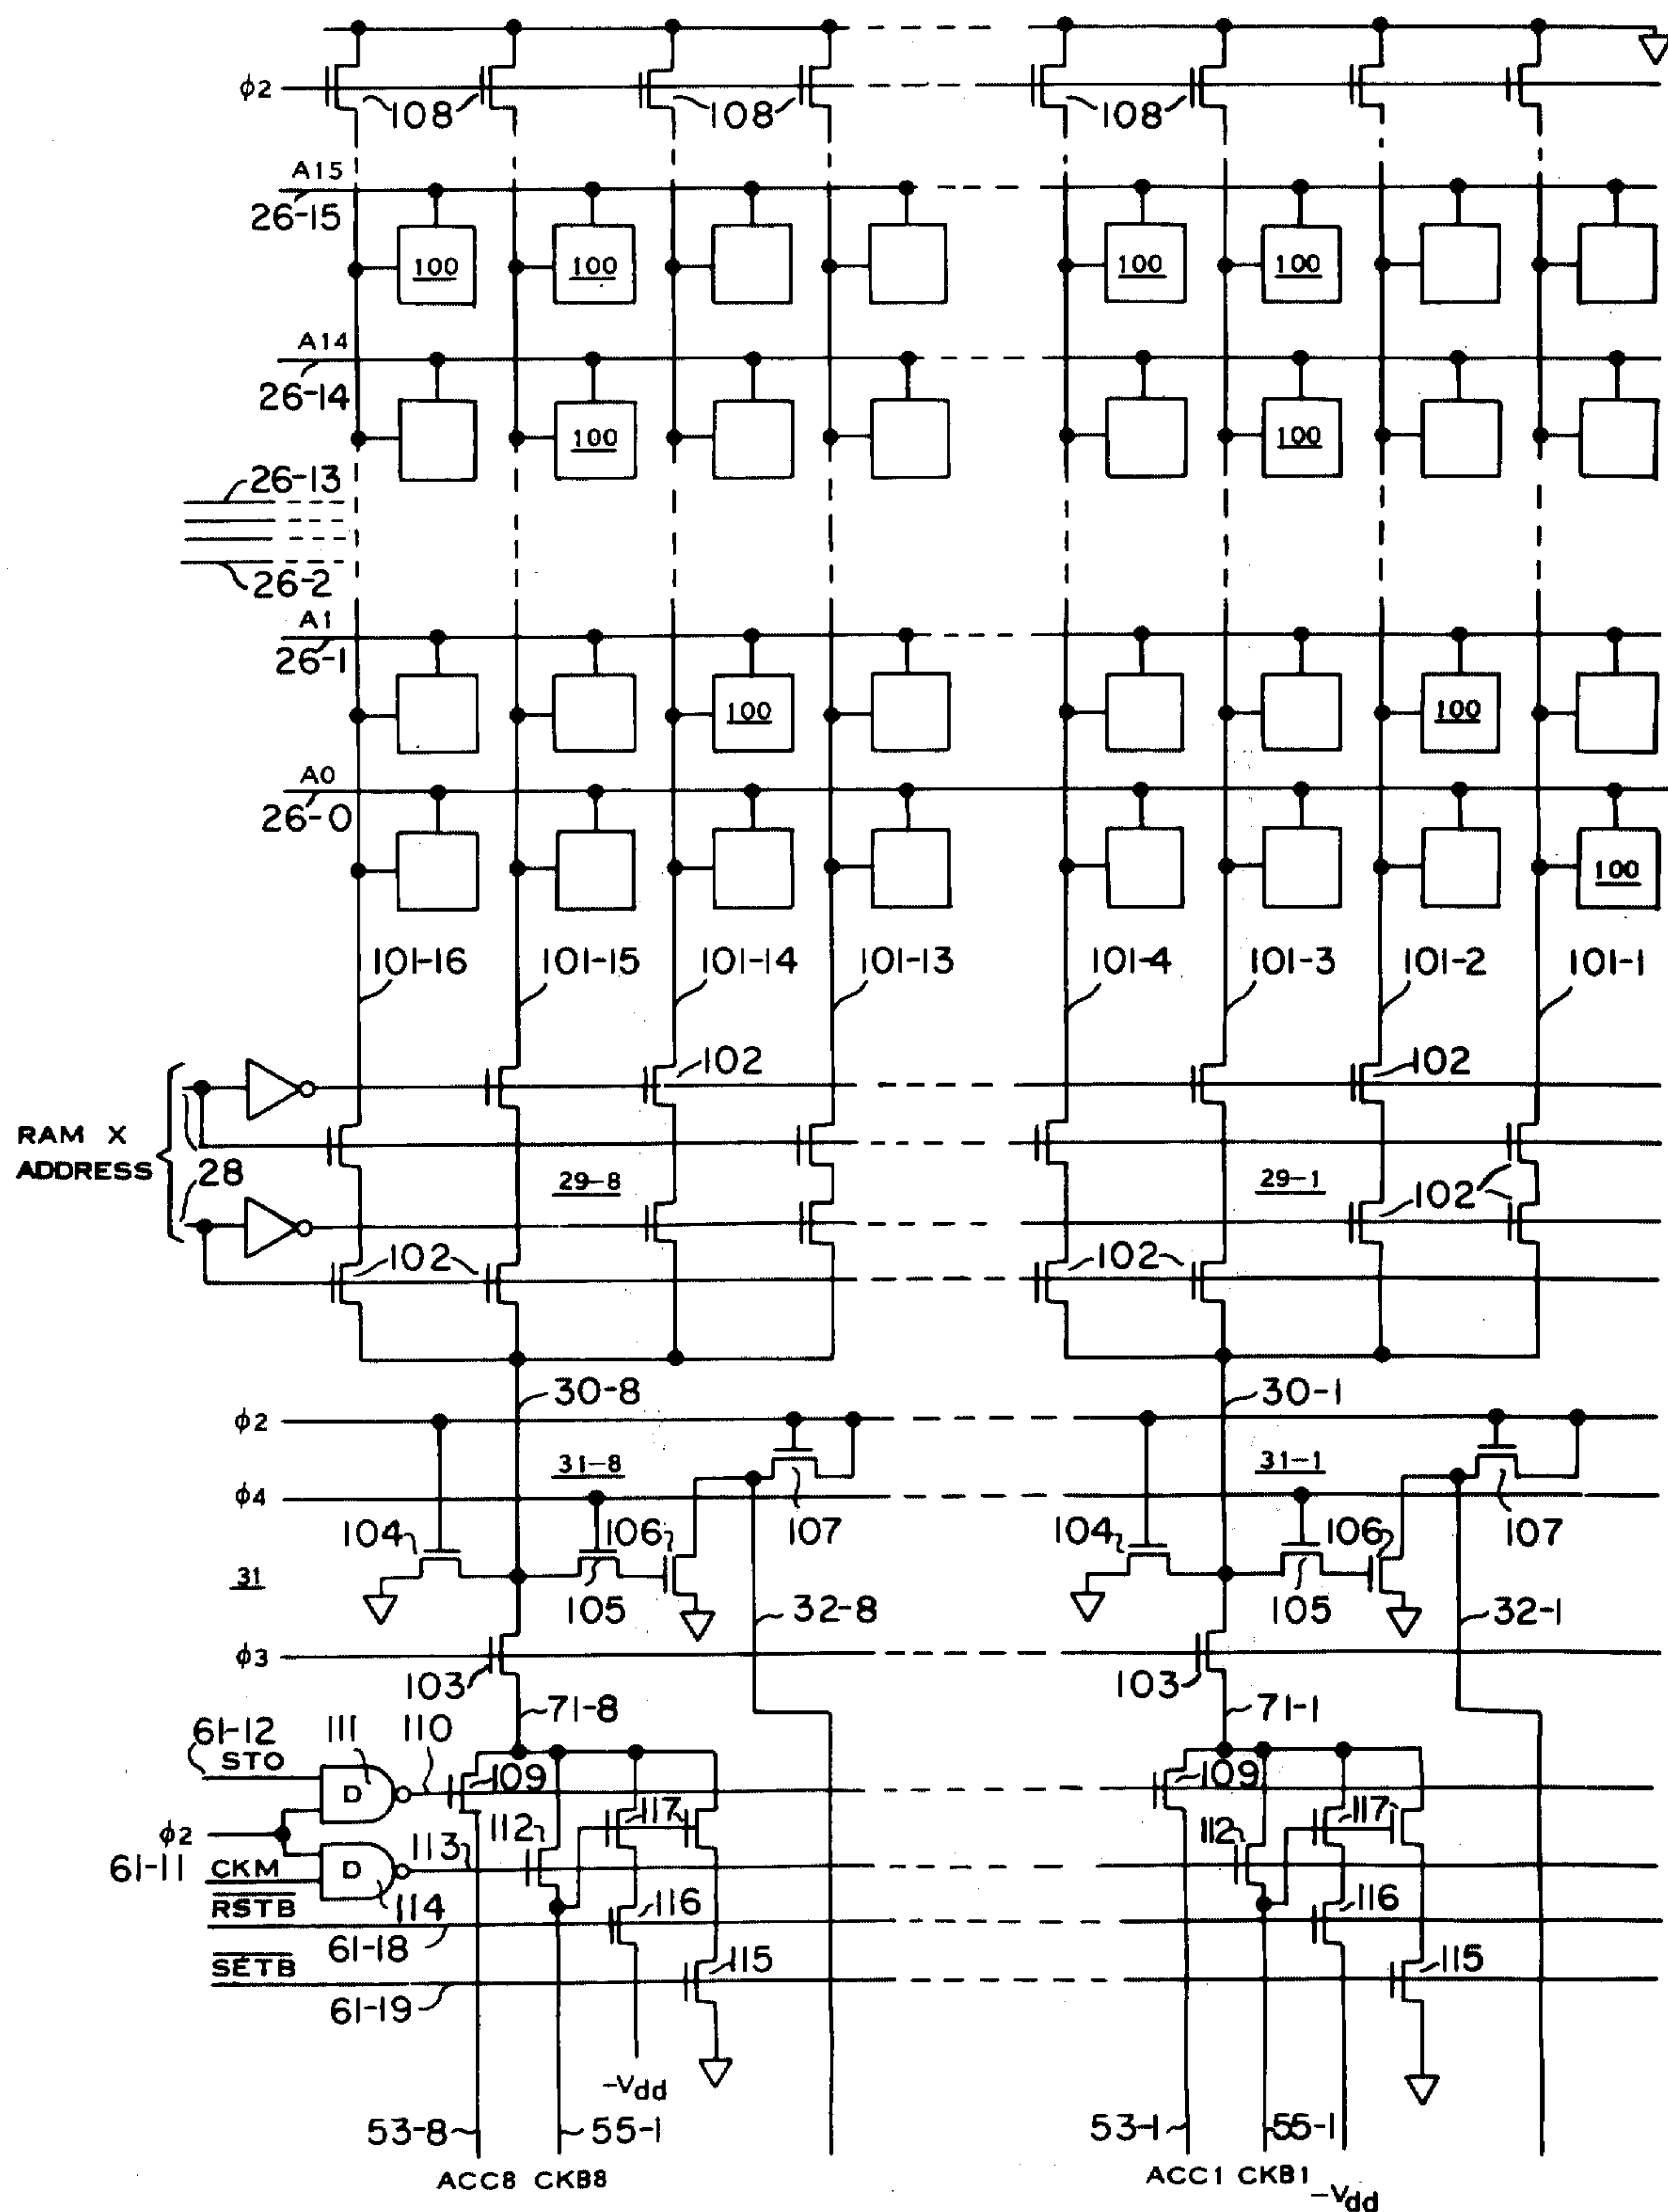 ϕ2
108 108 108
A15
26-15
100 100 100 100
A14
26-14
100 100
26-13
26-2
A1
26-1
100 100
A0
26-0
100
101-16 101-15 101-14 101-13 101-4 101-3 101-2 101-1
102 102
RAM X
ADDRESS
28
29-8 29-1
28
102
102 102
30-8 30-1
ϕ2
31-8 31-1
ϕ4
107 107
104 106 104 106
31
105 105
32-8 32-1
ϕ3
103 103
71-8 71-1
61-12 111 110
STO
D
109 109
ϕ2
112 117 112 117
113
61-11 CKM
D
114
RSTB
116 116
61-18
SETB
115 115
61-19
-Vdd
53-8 55-1 53-1 55-1
ACC8 CKB8 ACC1 CKB1
-Vdd